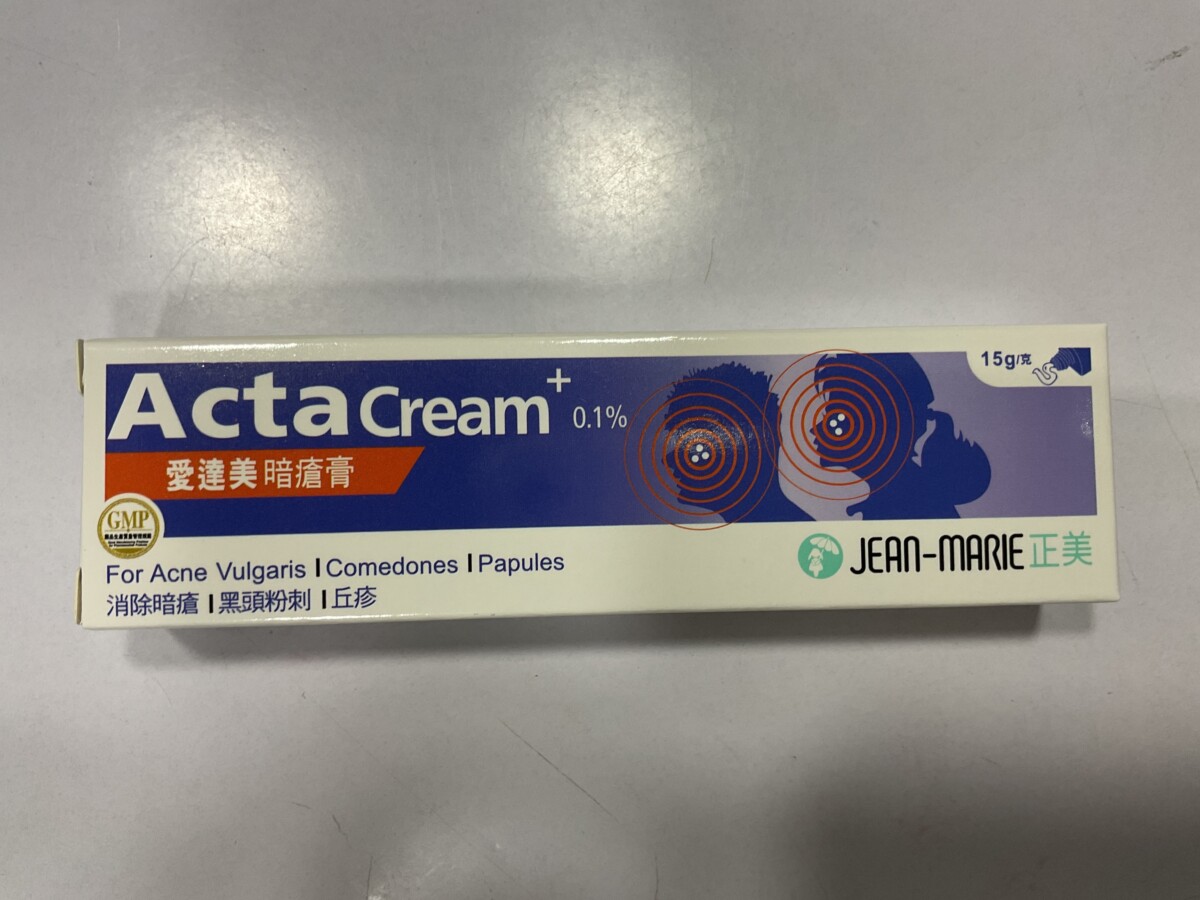 Acta Cream+ 0.1%
15g/克
愛達美暗瘡膏
GMP
JEAN-MARIE 正美
For Acne Vulgaris | Comedones | Papules
消除暗瘡 | 黑頭粉刺 | 丘疹